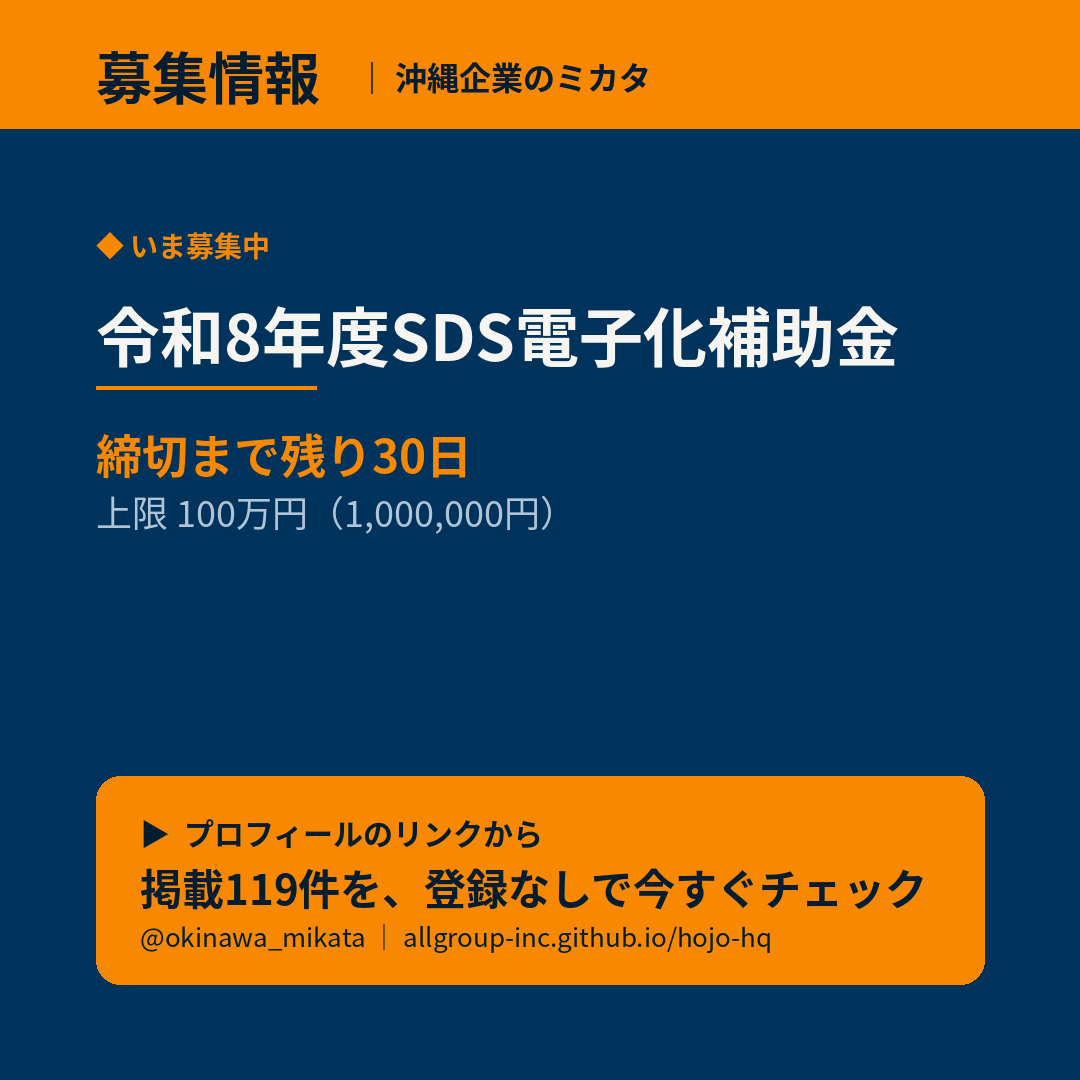 募集情報 ｜沖縄企業のミカタ
◆ いま募集中
令和8年度SDS電子化補助金
締切まで残り30日
上限 100万円（1,000,000円）
▶ プロフィールのリンクから
掲載119件を、登録なしで今すぐチェック
@okinawa_mikata ｜ allgroup-inc.github.io/hojo-hq